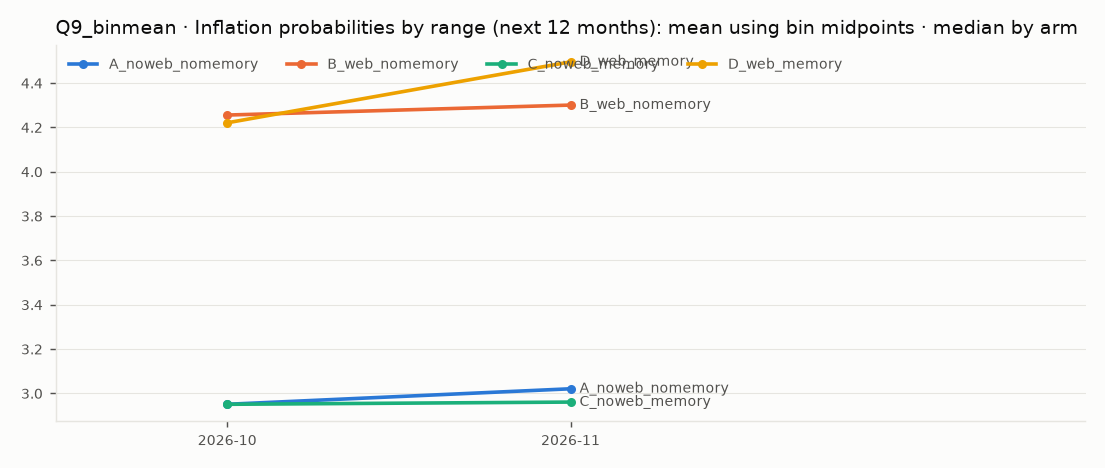 Q9_binmean · Inflation probabilities by range (next 12 months): mean using bin midpoints · median by arm
A_noweb_nomemory
B_web_nomemory
C_noweb_memory
D_web_memory
D_web_memory
4.4
B_web_nomemory
4.2
4.0
3.8
3.6
3.4
3.2
3.0
A_noweb_nomemory
C_noweb_memory
2026-10
2026-11